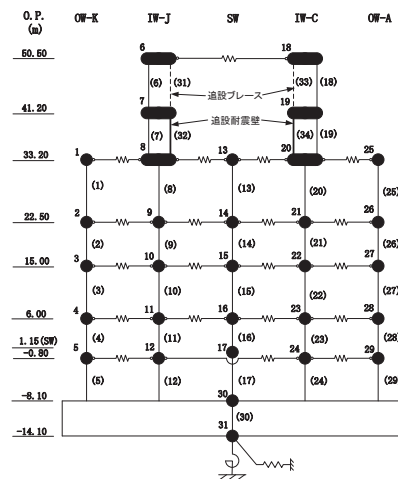 O.P. OW-K IW-J SW IW-C OW-A
(m)
6 18
50.50
(6) (31) (33) (18)
追設ブレース
7 19
41.20
追設耐震壁
(7) (32) (34) (19)
1 8 13 20 25
33.20
(1) (8) (13) (20) (25)
2 9 14 21 26
22.50
(2) (9) (14) (21) (26)
3 10 15 22 27
15.00
(3) (10) (15) (22) (27)
4 11 16 23 28
6.00
(4) (11) (16) (23) (28)
1.15(SW)
5 12 17 24 29
-0.80
(5) (12) (17) (24) (29)
30
-8.10
(30)
31
-14.10